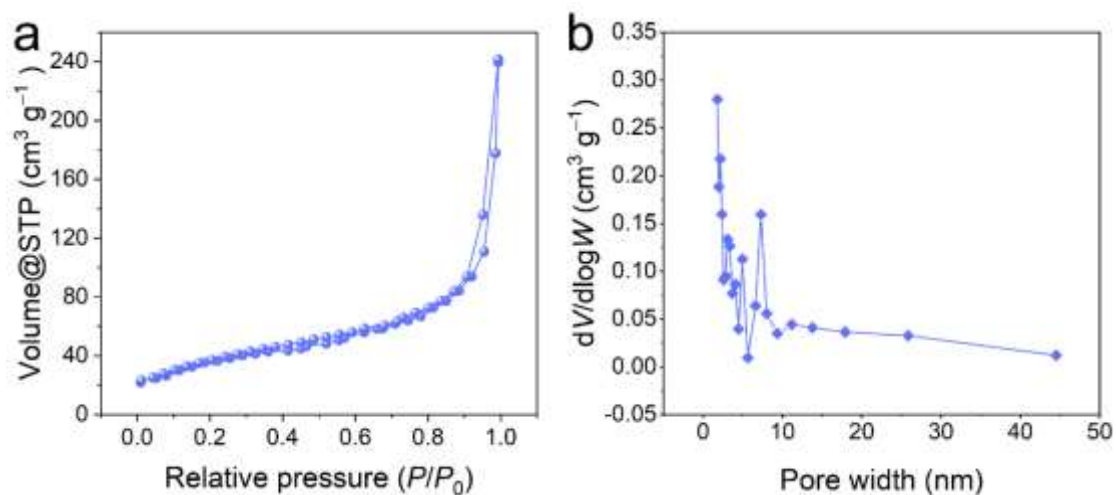 a
Volume@STP (cm³ g⁻¹)
240
200
160
120
80
40
0
0.0 0.2 0.4 0.6 0.8 1.0
Relative pressure (P/P₀)
b
dV/dlogW (cm³ g⁻¹)
0.35
0.30
0.25
0.20
0.15
0.10
0.05
0.00
-0.05
0 10 20 30 40 50
Pore width (nm)